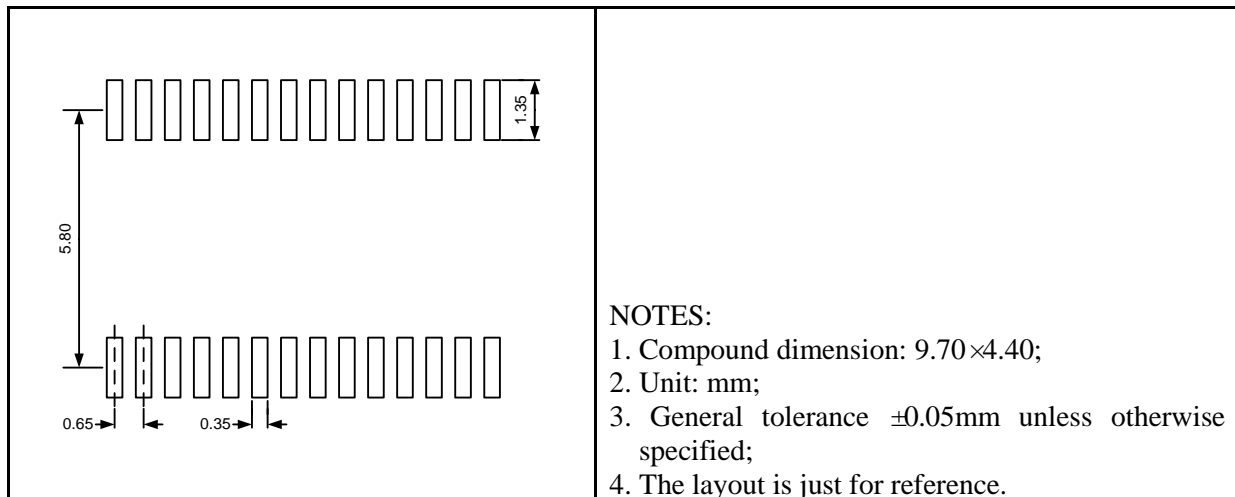 1.35
5.80
0.65
0.35
NOTES:
1. Compound dimension: 9.70×4.40;
2. Unit: mm;
3. General tolerance ±0.05mm unless otherwise
specified;
4. The layout is just for reference.